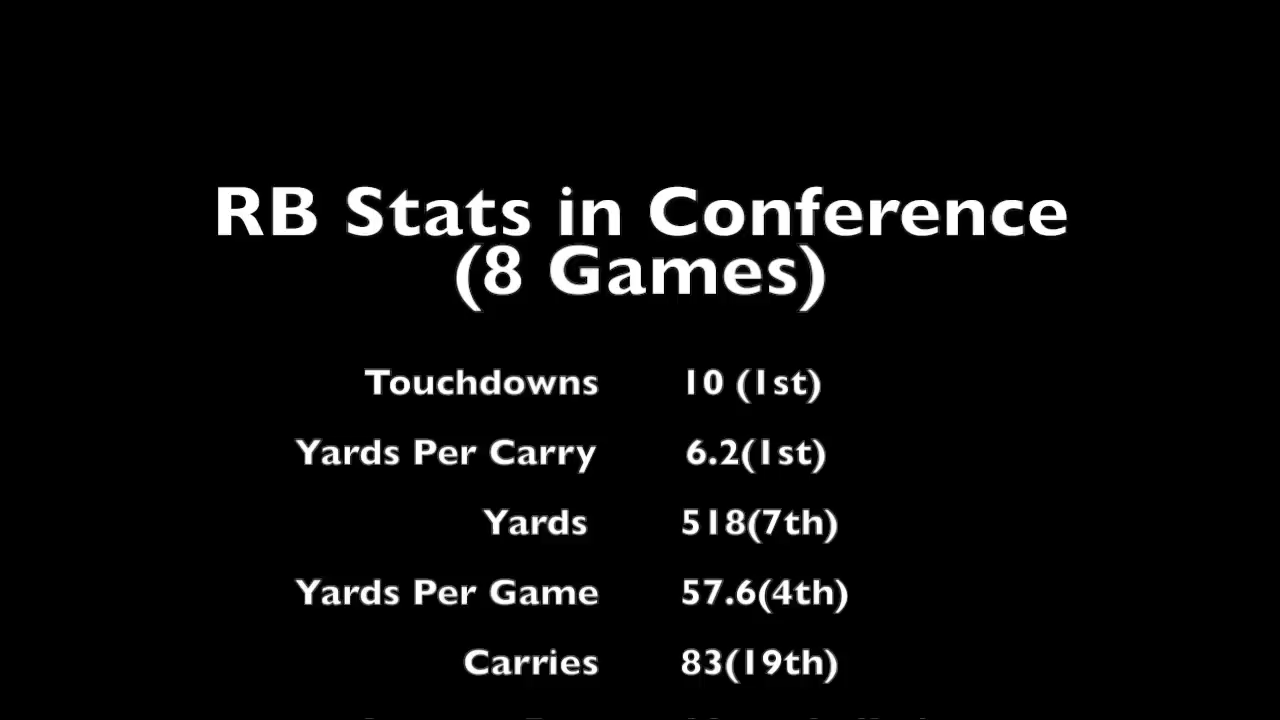 RB Stats in Conference
(8 Games)
Touchdowns 10 (1st)
Yards Per Carry 6.2(1st)
Yards 518(7th)
Yards Per Game 57.6(4th)
Carries 83(19th)